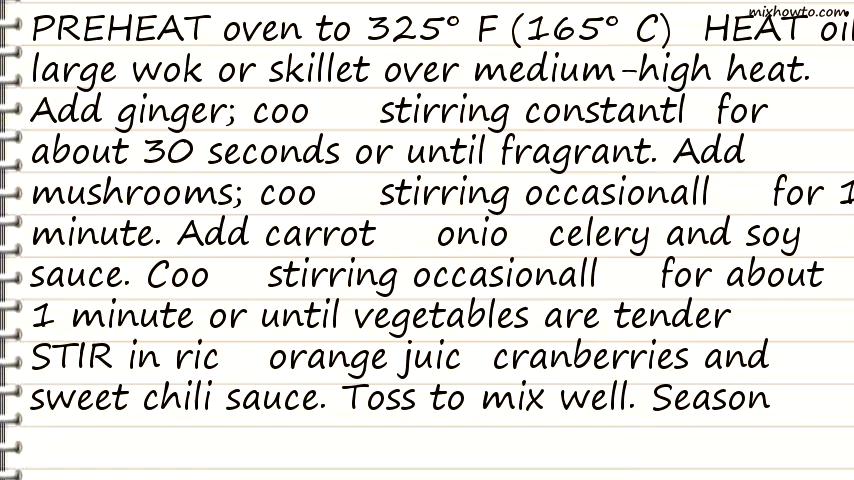 mixhowto.com
PREHEAT oven to 325° F (165° C) HEAT oil
large wok or skillet over medium-high heat.
Add ginger; coo stirring constantl for
about 30 seconds or until fragrant. Add
mushrooms; coo stirring occasionall for 1
minute. Add carrot onio celery and soy
sauce. Coo stirring occasionall for about
1 minute or until vegetables are tender
STIR in ric orange juic cranberries and
sweet chili sauce. Toss to mix well. Season